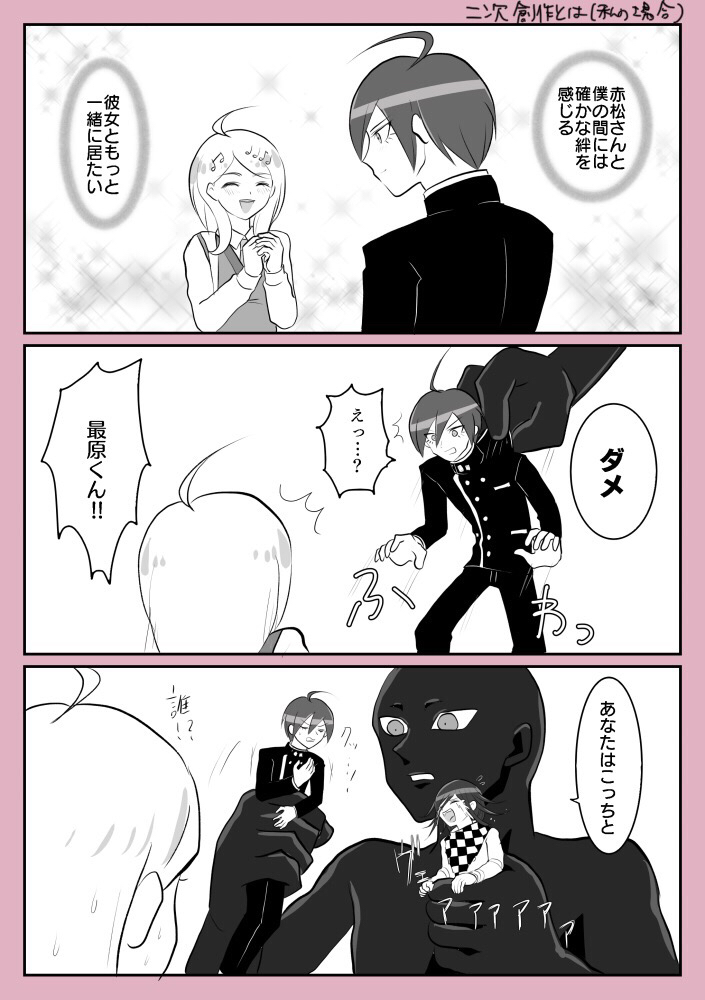 二次創作とは(私の場合)
赤松さんと
僕の間には
確かな絆を
感じる
彼女ともっと
一緒に居たい
ダメ
えっ…?
最原くん!!
ふわっ
あなたはこっちと
クッ…
誰!?
ヴェ
アアアアア